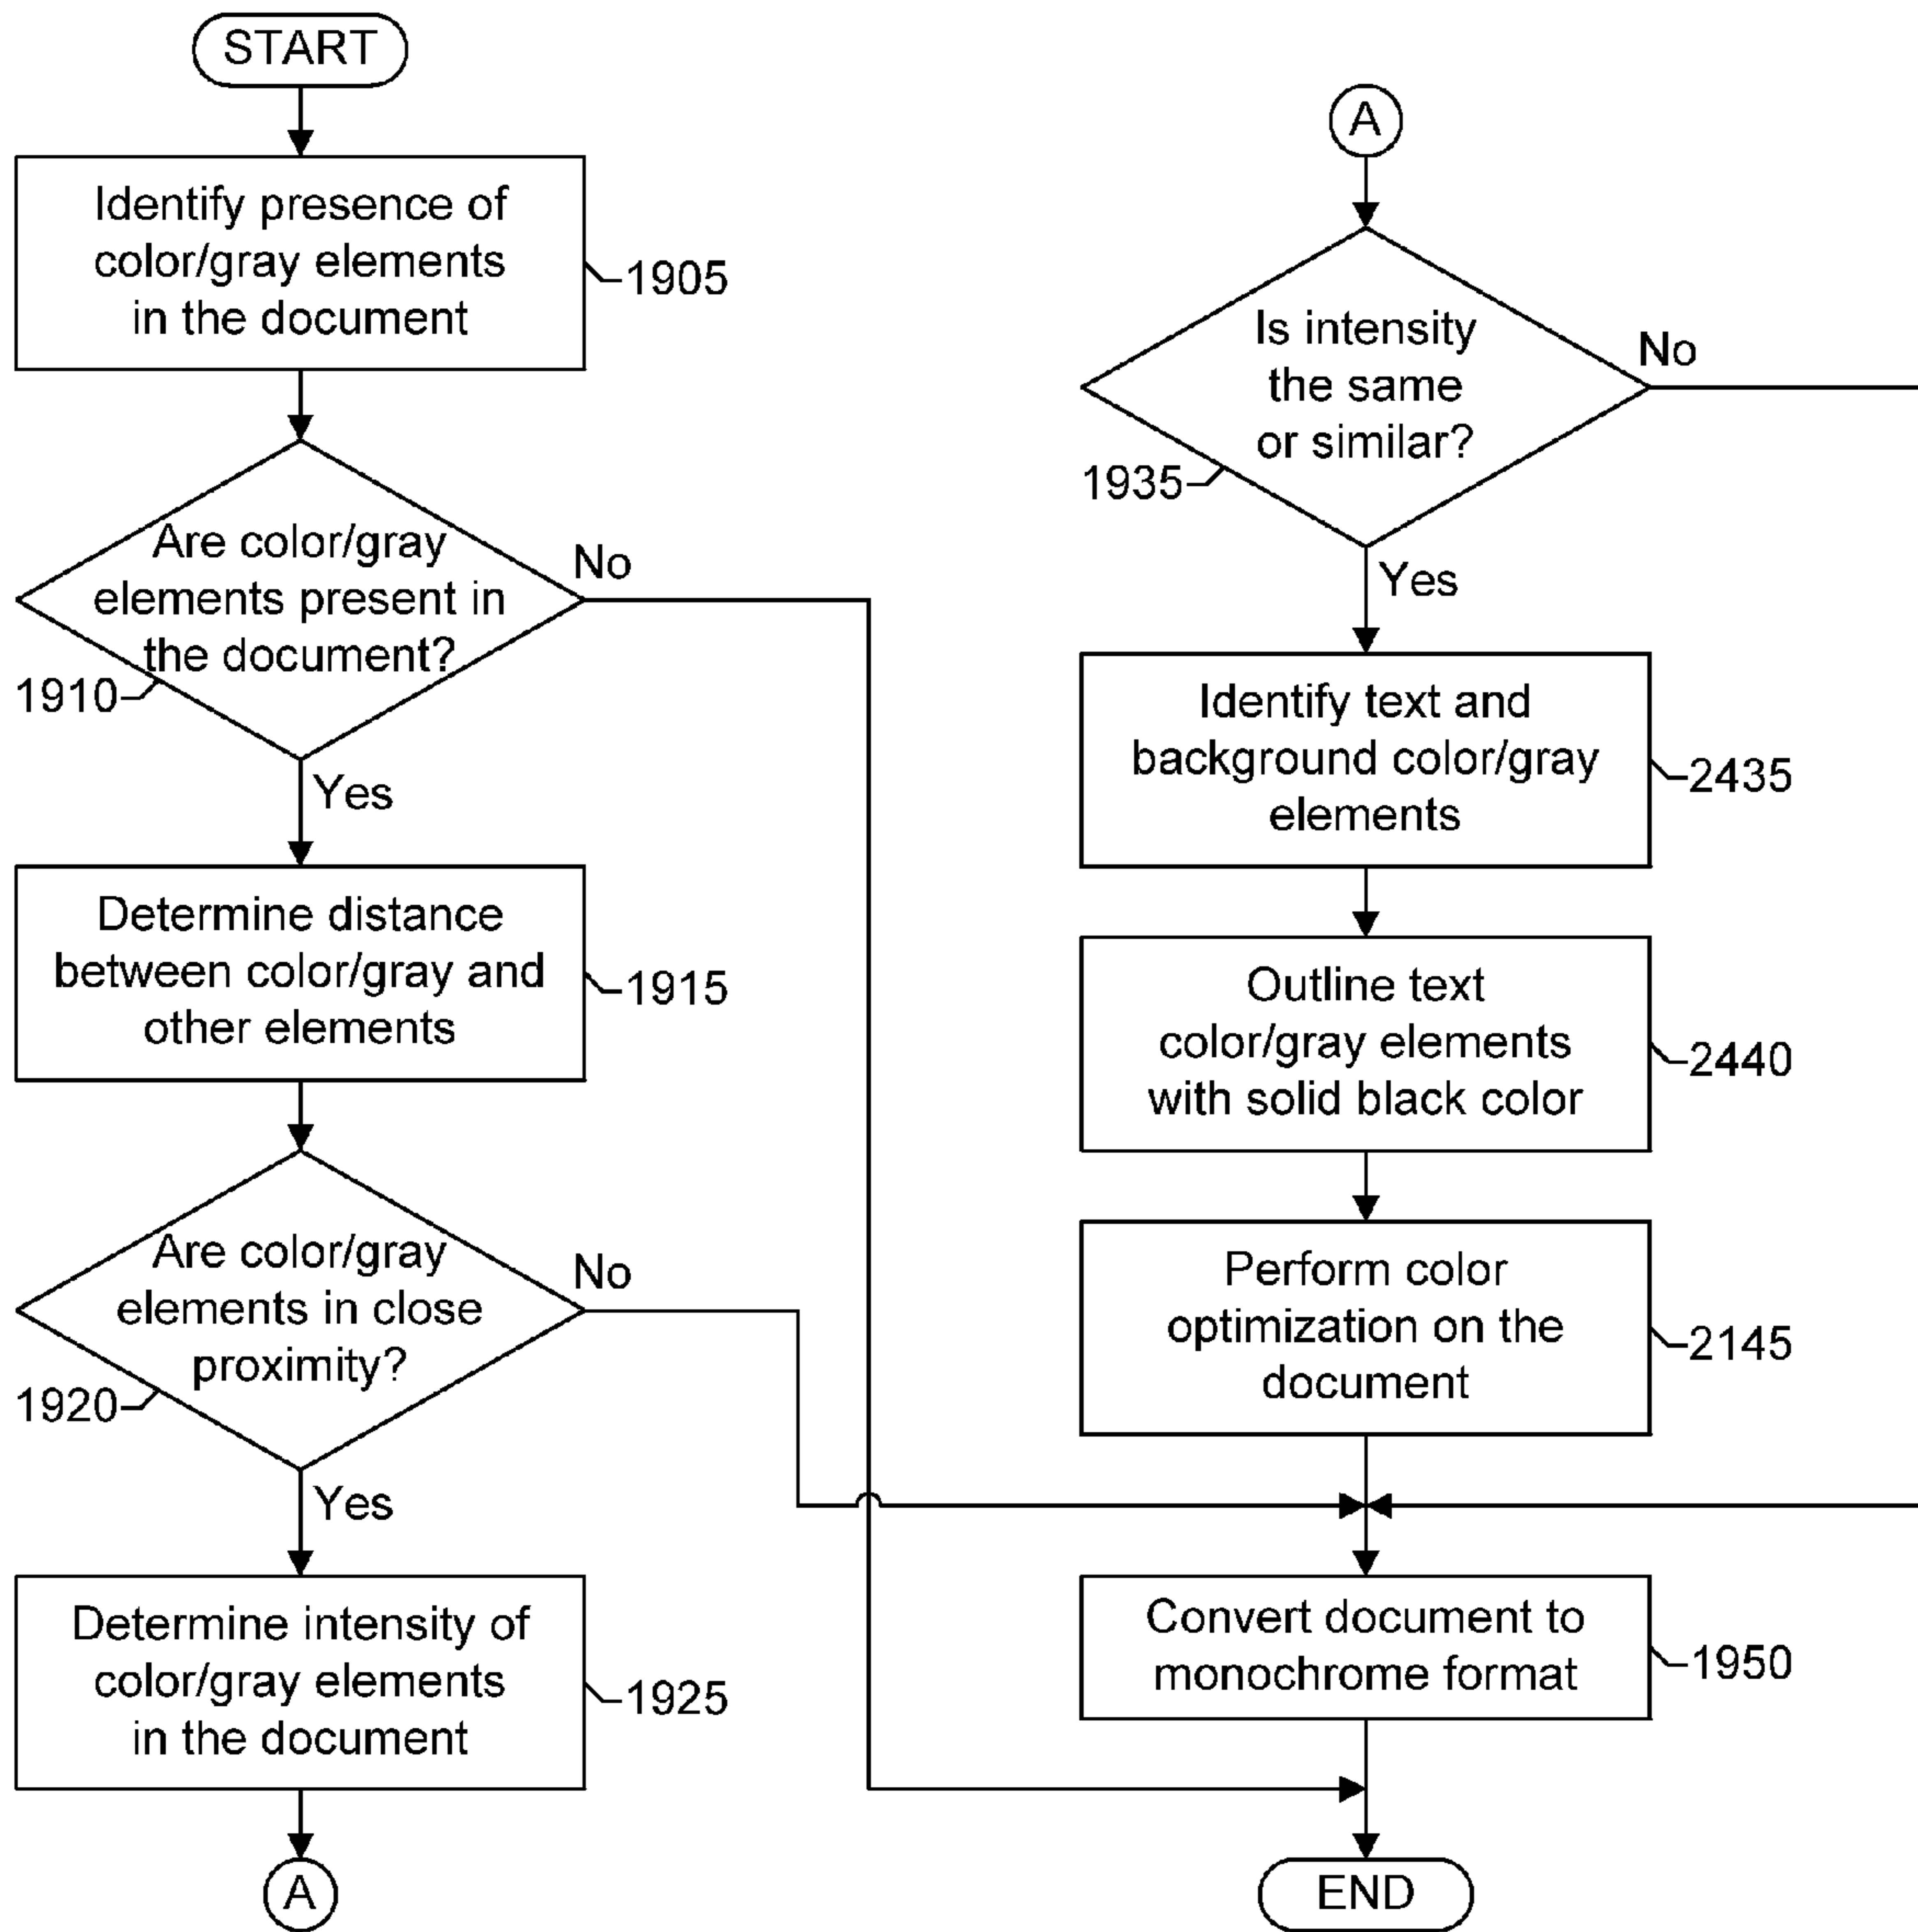 START
Identify presence of
color/gray elements
in the document
1905
Are color/gray
elements present in
the document?
1910
No
Yes
Determine distance
between color/gray and
other elements
1915
Are color/gray
elements in close
proximity?
1920
No
Yes
Determine intensity of
color/gray elements
in the document
1925
A
A
Is intensity
the same
or similar?
1935
No
Yes
Identify text and
background color/gray
elements
2435
Outline text
color/gray elements
with solid black color
2440
Perform color
optimization on the
document
2145
Convert document to
monochrome format
1950
END